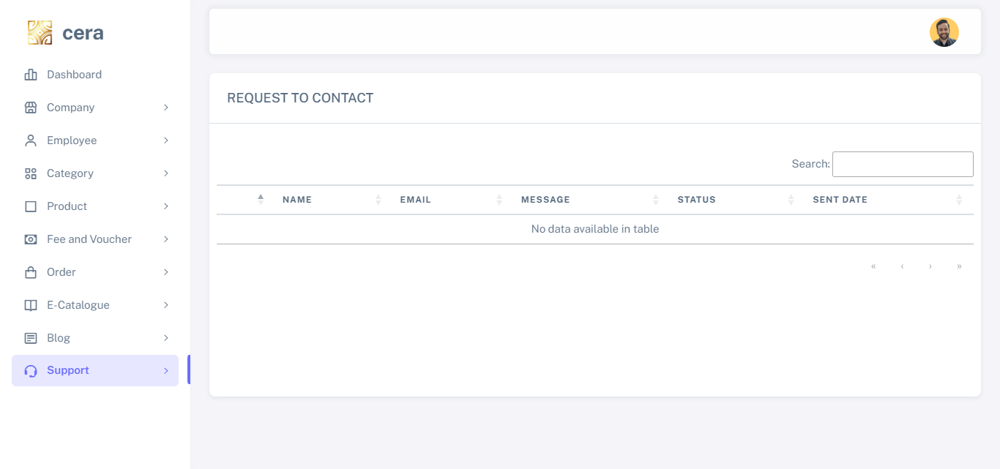 cera
Dashboard
Company
Employee
Category
Product
Fee and Voucher
Order
E-Catalogue
Blog
Support
REQUEST TO CONTACT
Search:
NAME EMAIL MESSAGE STATUS SENT DATE
No data available in table
« ‹ › »